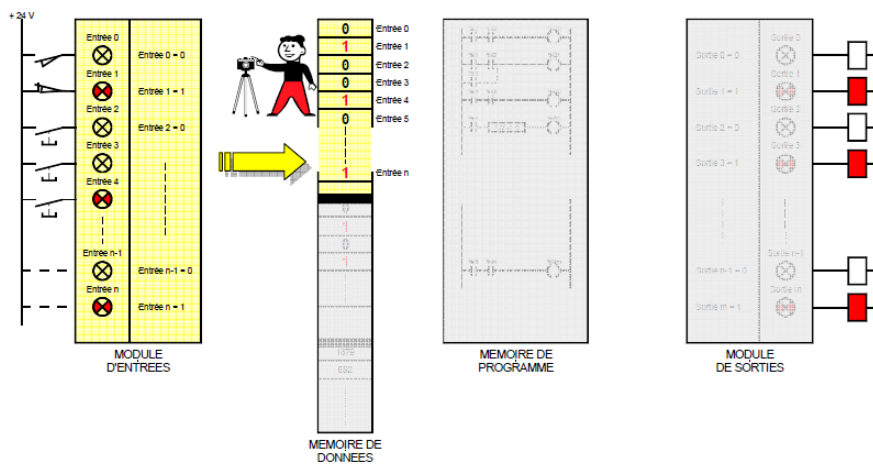 + 24 V
Entrée 0
Entrée 0 = 0
Entrée 1
Entrée 1 = 1
Entrée 2
Entrée 2 = 0
Entrée 3
Entrée 4
Entrée n-1
Entrée n-1 = 0
Entrée n
Entrée n = 1
MODULE
D'ENTREES
0 Entrée 0
1 Entrée 1
0 Entrée 2
0 Entrée 3
1 Entrée 4
0 Entrée 5
1 Entrée n
0
1
0
1
MEMOIRE DE
DONNEES
MEMOIRE DE
PROGRAMME
Sortie 0
Sortie 0 = 0
Sortie 1
Sortie 1 = 1
Sortie 2
Sortie 2 = 0
Sortie 3
Sortie 3 = 1
Sortie n-1
Sortie n-1 = 0
Sortie m = 1
MODULE
DE SORTIES